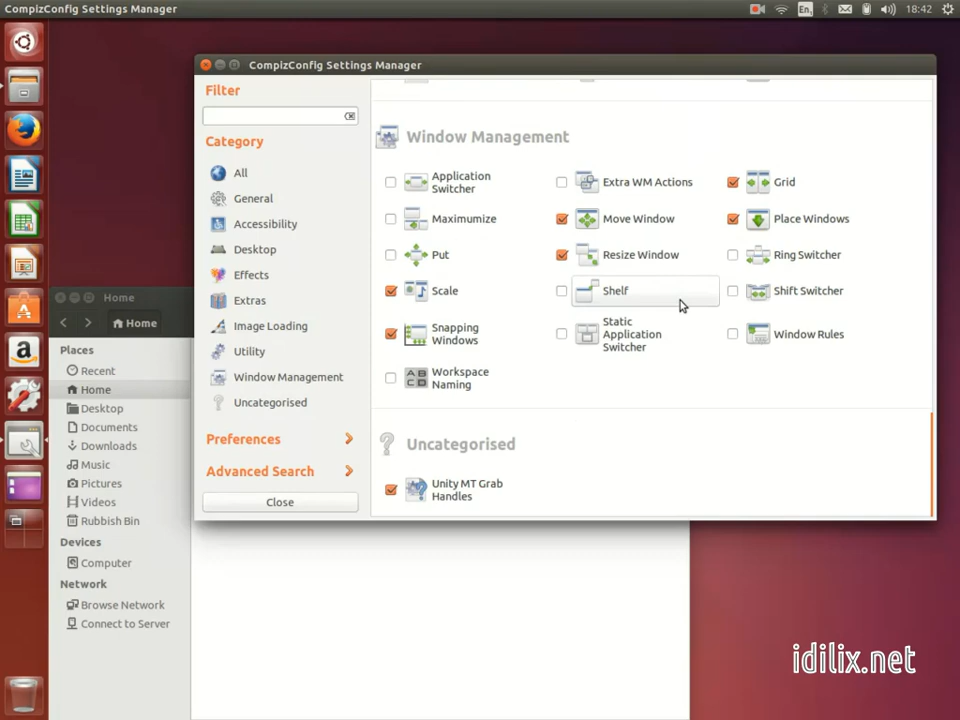 CompizConfig Settings Manager
En
18:42
CompizConfig Settings Manager
Filter
Category
All
General
Accessibility
Desktop
Effects
Extras
Image Loading
Utility
Window Management
Uncategorised
Preferences
Advanced Search
Close
Window Management
Application
Switcher
Extra WM Actions
Grid
Maximumize
Move Window
Place Windows
Put
Resize Window
Ring Switcher
Scale
Shelf
Shift Switcher
Snapping
Windows
Static
Application
Switcher
Window Rules
Workspace
Naming
Uncategorised
Unity MT Grab
Handles
Home
Home
Places
Recent
Home
Desktop
Documents
Downloads
Music
Pictures
Videos
Rubbish Bin
Devices
Computer
Network
Browse Network
Connect to Server
idilix.net